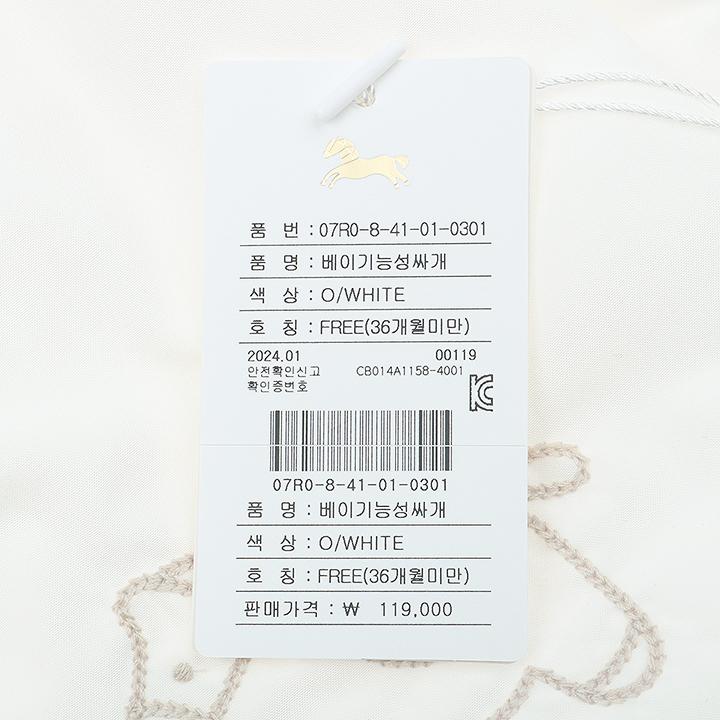 품 번 : 07R0-8-41-01-0301
품 명 : 베이기능성싸개
색 상 : O/WHITE
호 칭 : FREE(36개월미만)
2024.01 00119
안전확인신고 CB014A1158-4001
확인증번호
KC
07R0-8-41-01-0301
품 명 : 베이기능성싸개
색 상 : O/WHITE
호 칭 : FREE(36개월미만)
판매가격 : ₩ 119,000